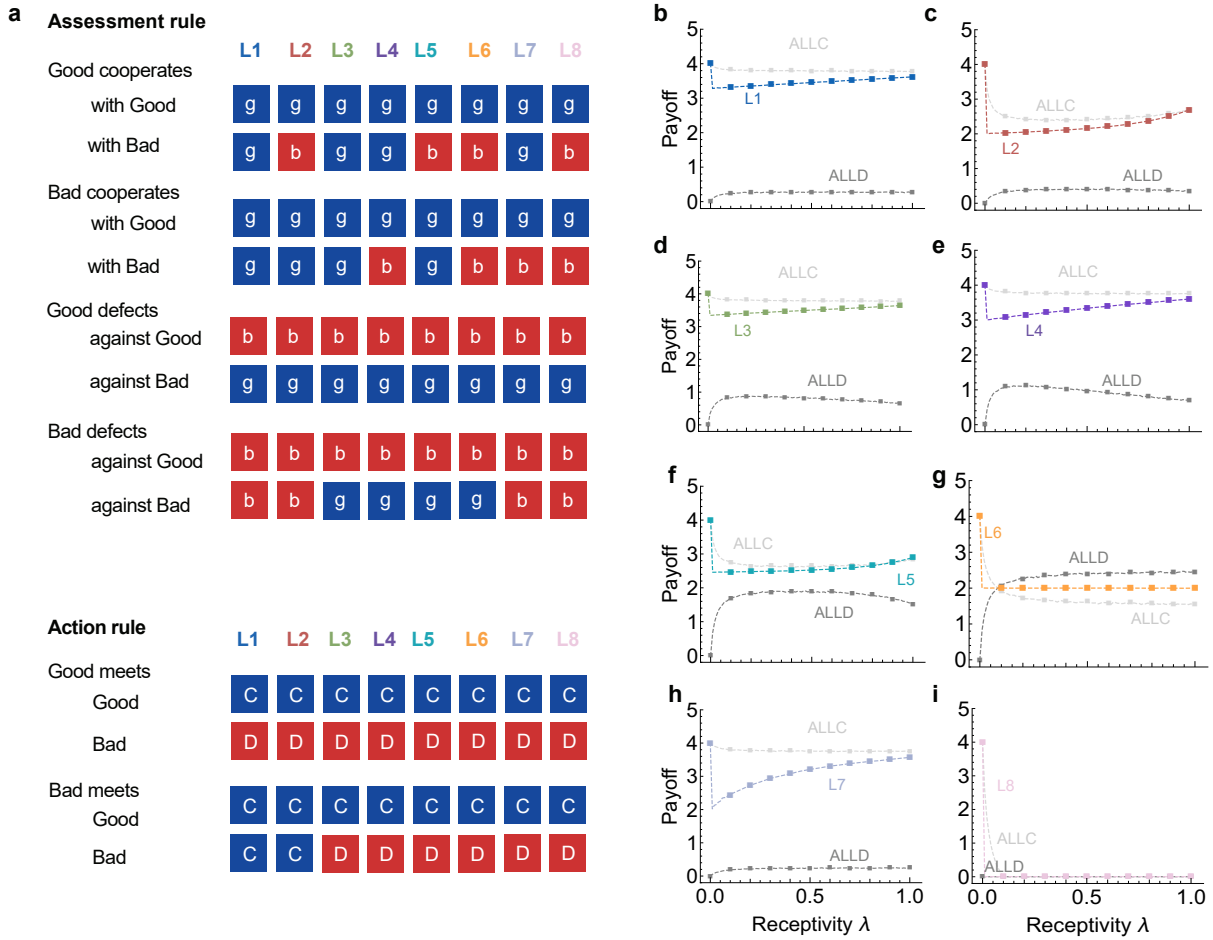 a
Assessment rule
L1 L2 L3 L4 L5 L6 L7 L8
Good cooperates
with Good g g g g g g g g
with Bad g b g g b b g b
Bad cooperates
with Good g g g g g g g g
with Bad g g g b g b b b
Good defects
against Good b b b b b b b b
against Bad g g g g g g g g
Bad defects
against Good b b b b b b b b
against Bad b b g g g g b b
Action rule
L1 L2 L3 L4 L5 L6 L7 L8
Good meets
Good C C C C C C C C
Bad D D D D D D D D
Bad meets
Good C C C C C C C C
Bad C C D D D D D D
b
Payoff
5
4
3
2
1
0
ALLC
L1
ALLD
c
5
4
3
2
1
0
ALLC
L2
ALLD
d
Payoff
5
4
3
2
1
0
ALLC
L3
ALLD
e
5
4
3
2
1
0
ALLC
L4
ALLD
f
Payoff
5
4
3
2
1
0
ALLC
L5
ALLD
g
5
4
3
2
1
0
L6
ALLD
ALLC
h
Payoff
5
4
3
2
1
0
ALLC
L7
ALLD
0.0 0.5 1.0
Receptivity λ
i
5
4
3
2
1
0
L8
ALLC
ALLD
0.0 0.5 1.0
Receptivity λ